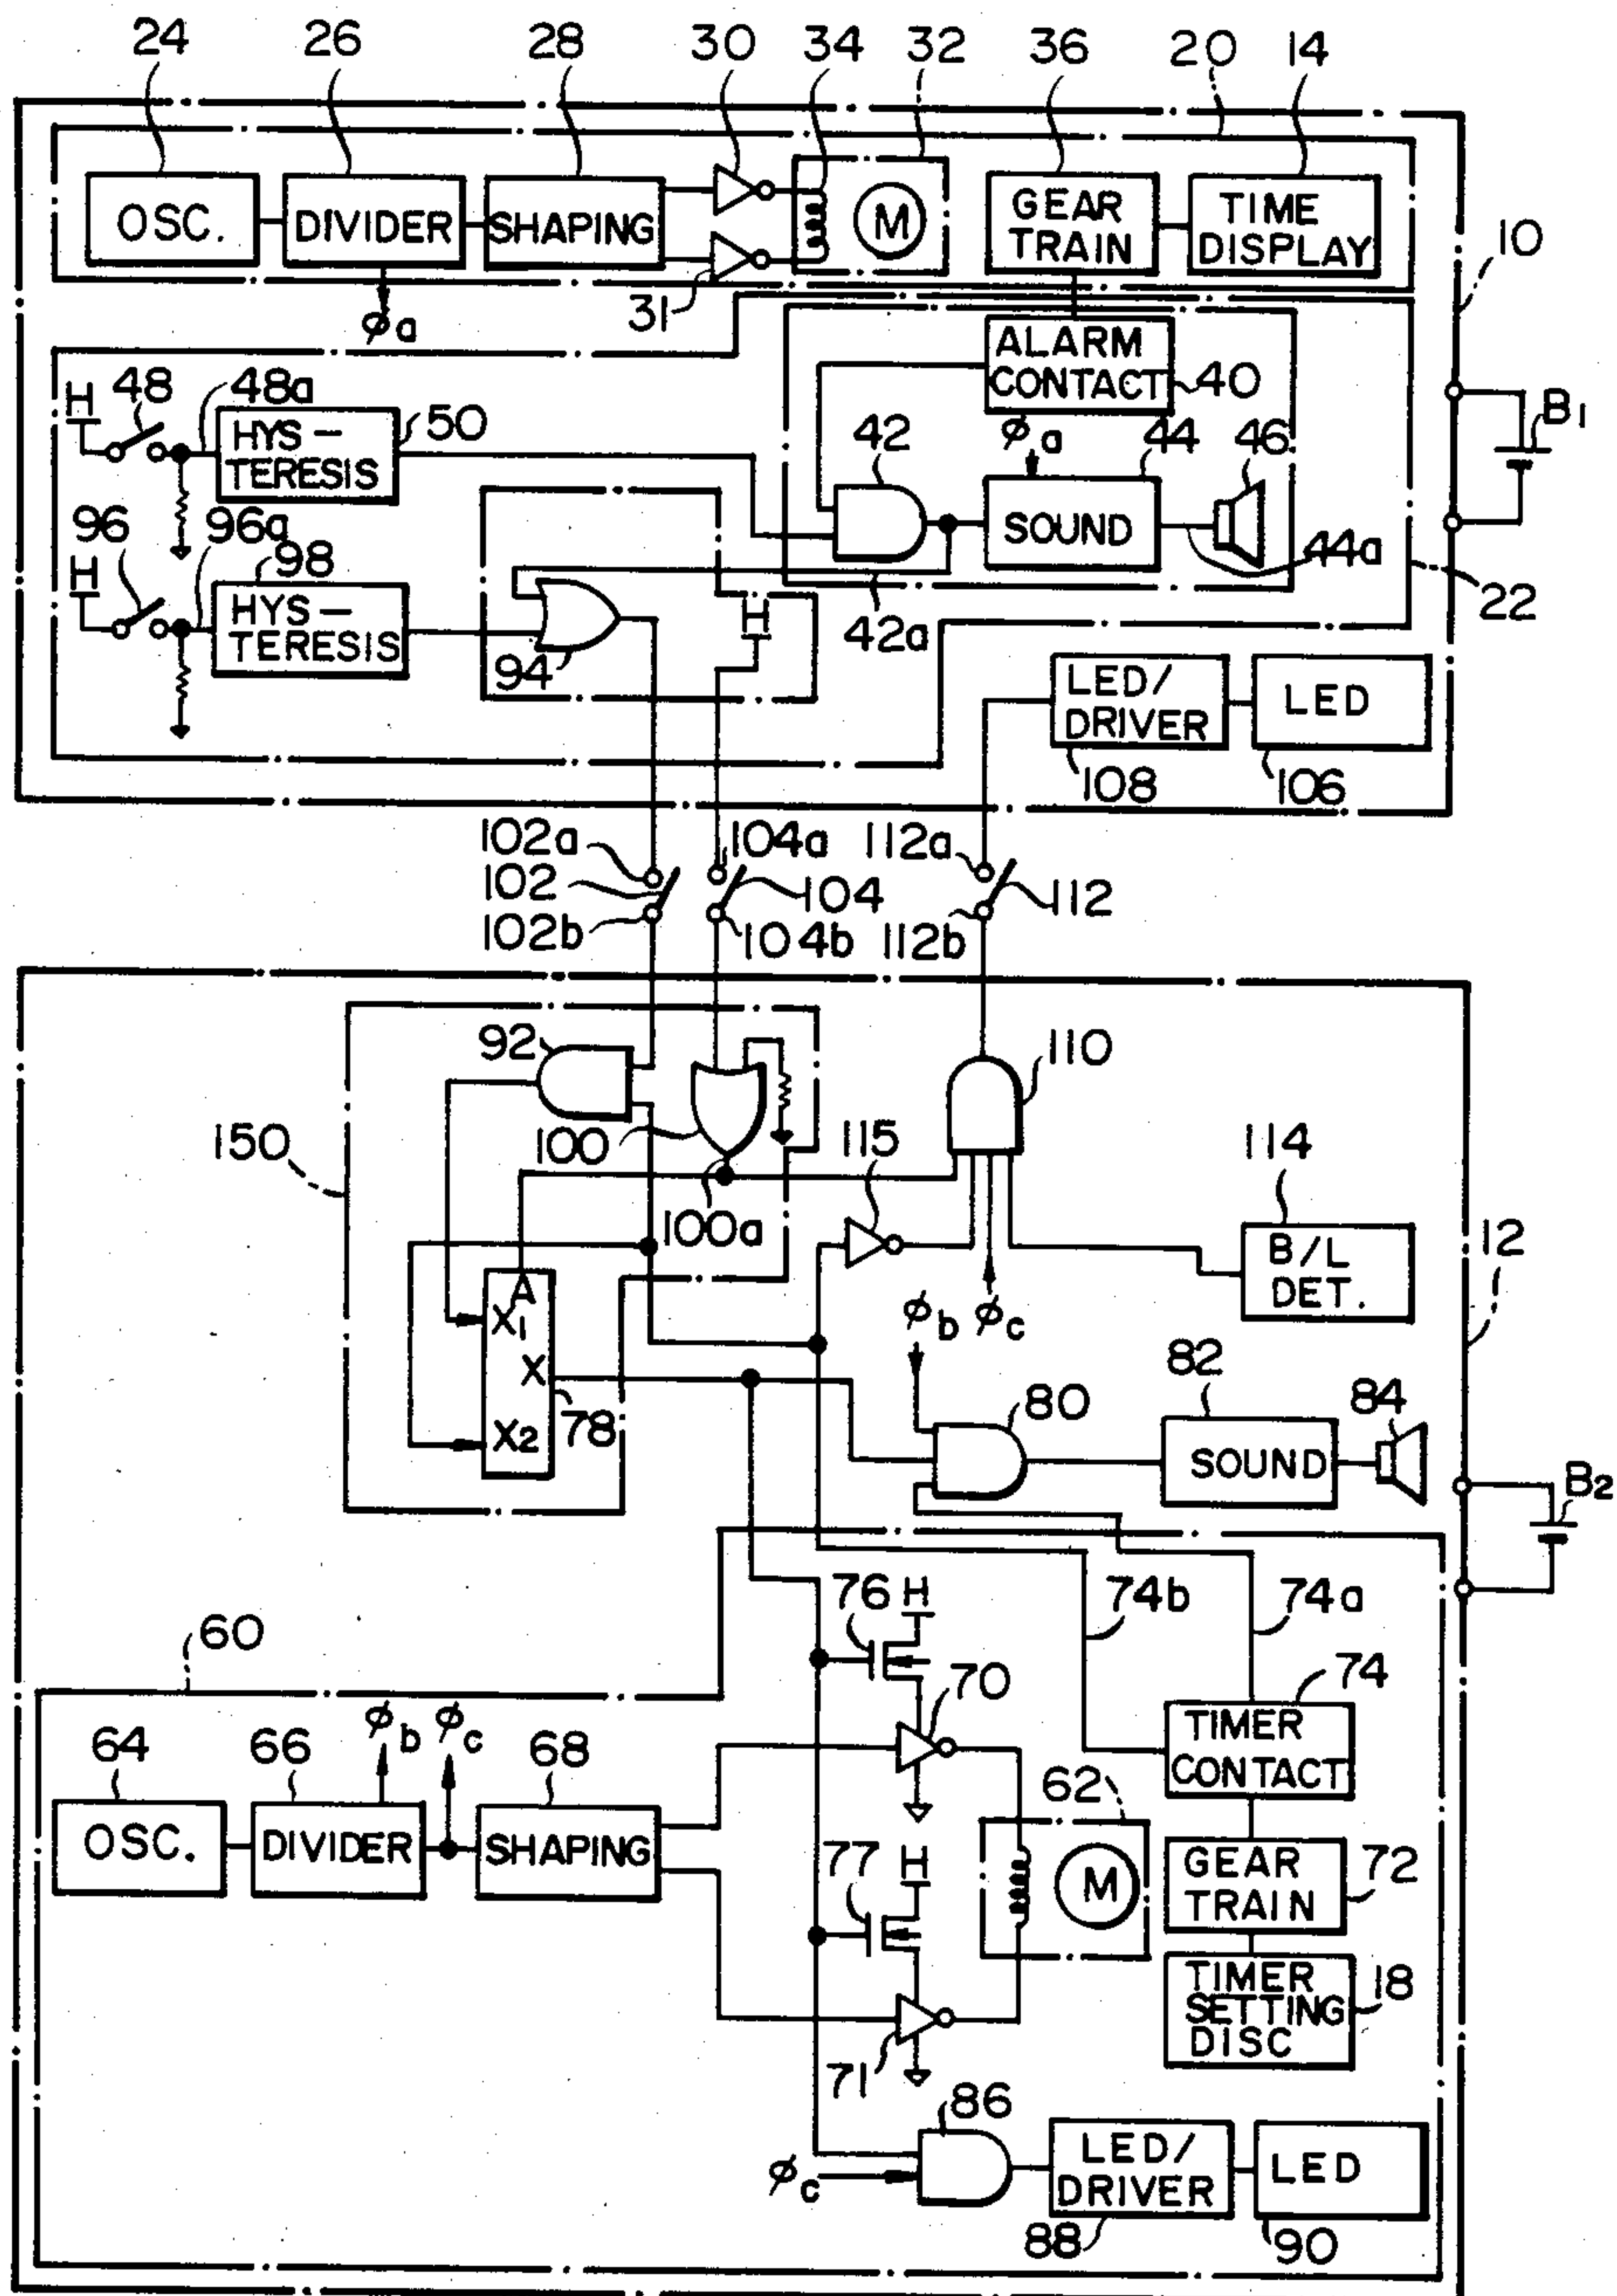 24 26 28 30 34 32 36 20 14
OSC.
DIVIDER
SHAPING
M
GEAR
TRAIN
TIME
DISPLAY
10
31
ϕa
ALARM
CONTACT
40
B1
H 48 48a
HYS-
TERESIS
50
42
ϕa
44
46
SOUND
44a
22
96 96a
H
98
HYS-
TERESIS
94
H
42a
LED/
DRIVER
LED
108
106
102a
102
102b
104a
104
104b
112a
112
112b
92
100
100a
110
150
115
114
B/L
DET.
12
A
X1
X
X2
78
ϕb ϕc
80
82
84
SOUND
B2
74b
74a
60
76 H
70
74
TIMER
CONTACT
64
66
ϕb ϕc
68
62
OSC.
DIVIDER
SHAPING
77 H
M
GEAR
TRAIN
72
TIMER
SETTING
DISC
18
71
86
ϕc
LED/
DRIVER
LED
88
90